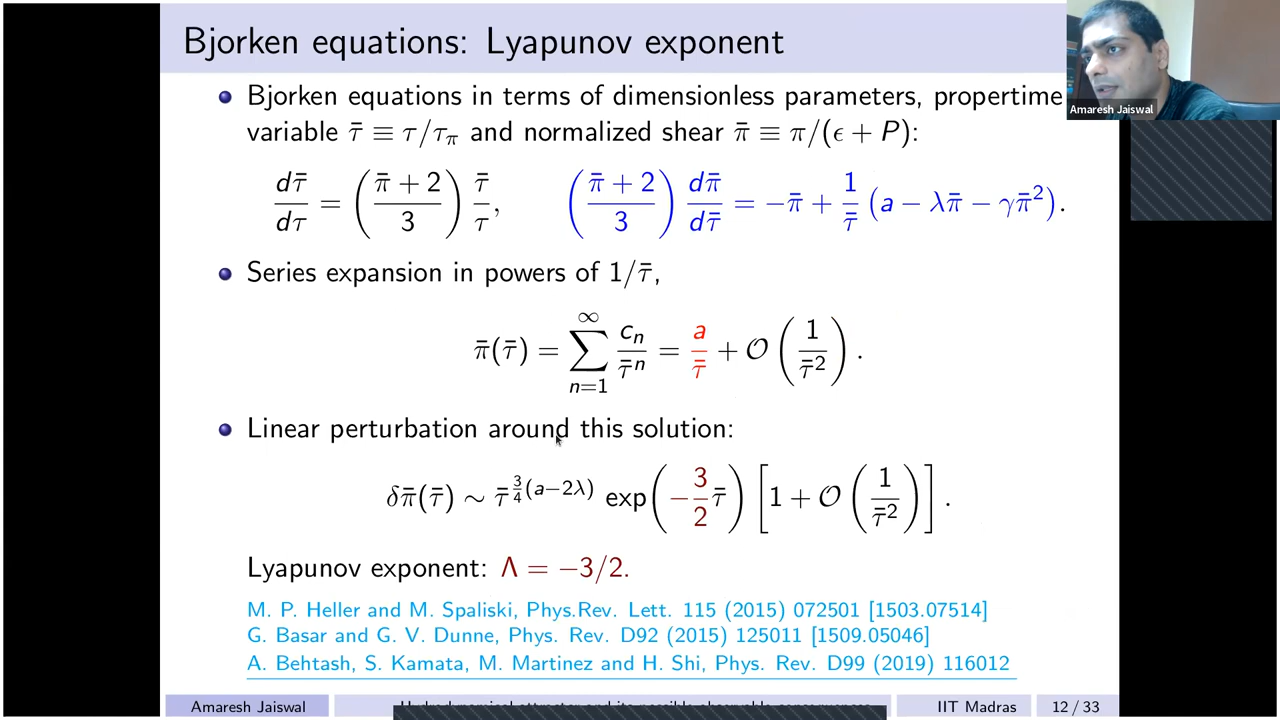 Bjorken equations: Lyapunov exponent
Amaresh Jaiswal
Bjorken equations in terms of dimensionless parameters, propertime
variable τ̄ ≡ τ/τ_π and normalized shear π̄ ≡ π/(ϵ + P):
dτ̄/dτ = ((π̄ + 2)/3) τ̄/τ, ((π̄ + 2)/3) dπ̄/dτ̄ = −π̄ + 1/τ̄ (a − λπ̄ − γπ̄²).
Series expansion in powers of 1/τ̄,
π̄(τ̄) = ∑_{n=1}^{∞} c_n/τ̄ⁿ = a/τ̄ + 𝒪(1/τ̄²).
Linear perturbation around this solution:
δπ̄(τ̄) ∼ τ̄^{3/4(a−2λ)} exp(−3/2 τ̄) [1 + 𝒪(1/τ̄²)].
Lyapunov exponent: Λ = −3/2.
M. P. Heller and M. Spaliski, Phys.Rev. Lett. 115 (2015) 072501 [1503.07514]
G. Basar and G. V. Dunne, Phys. Rev. D92 (2015) 125011 [1509.05046]
A. Behtash, S. Kamata, M. Martinez and H. Shi, Phys. Rev. D99 (2019) 116012
Amaresh Jaiswal
IIT Madras
12 / 33